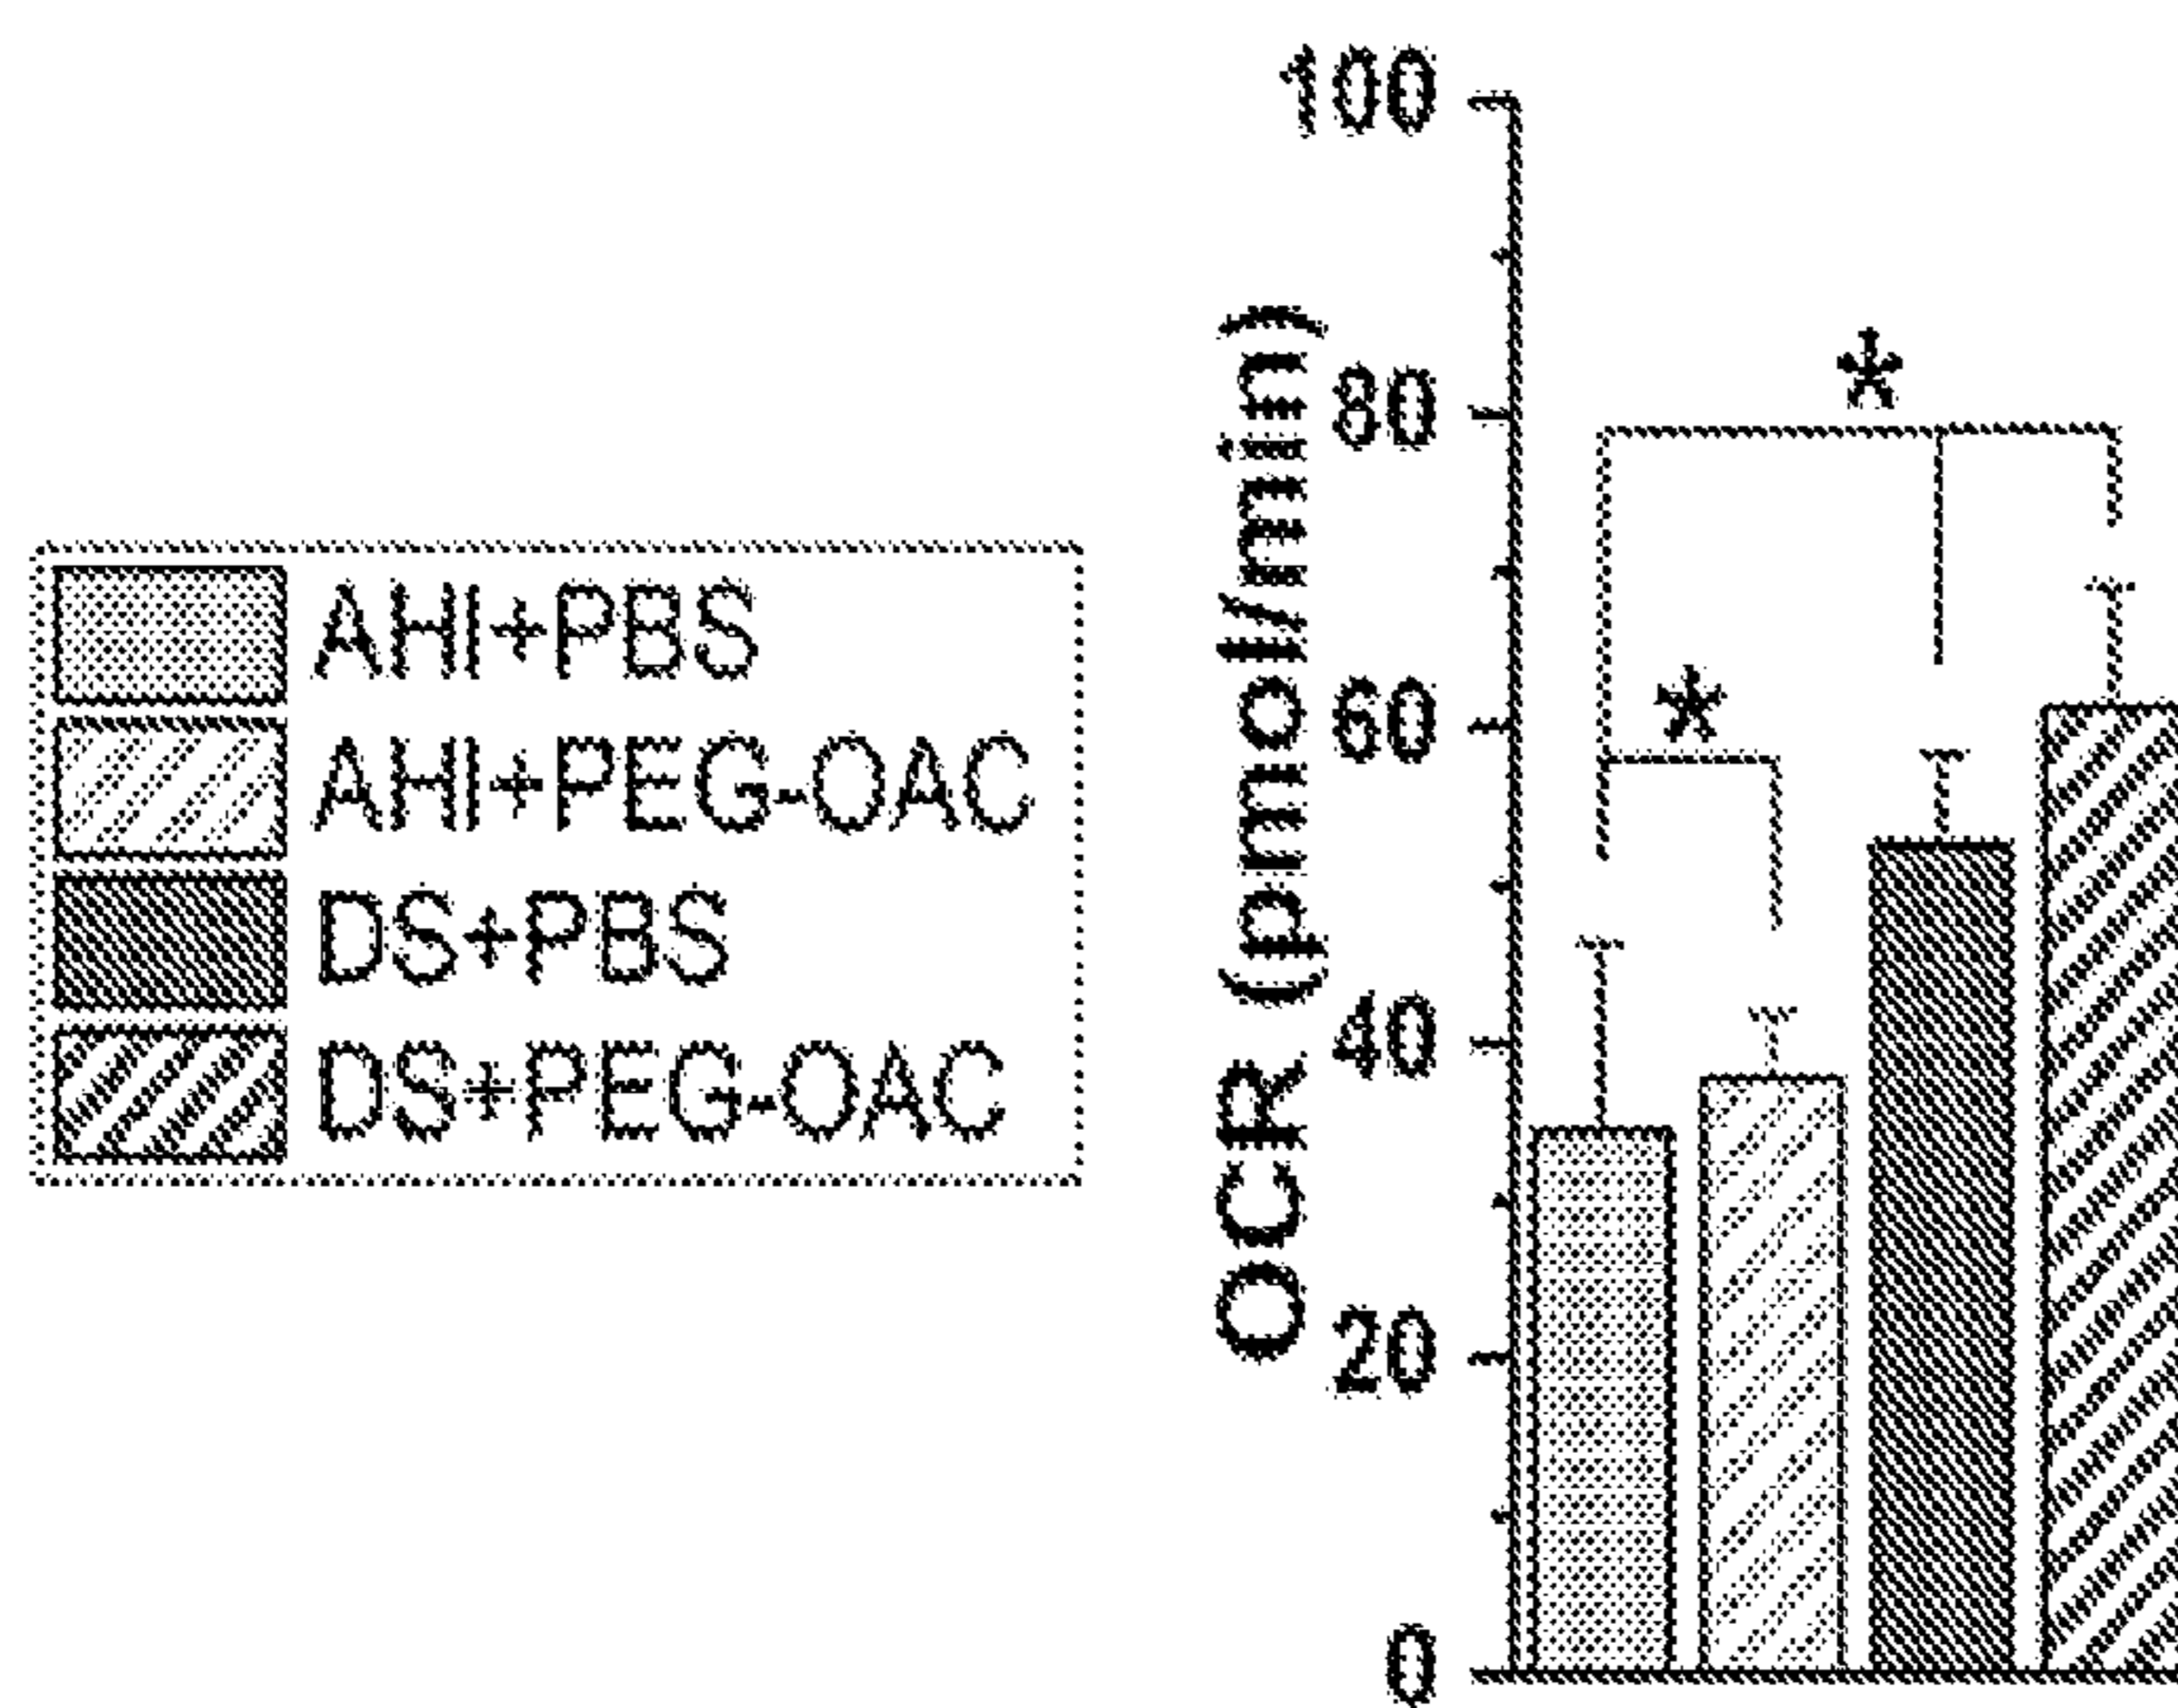 AHI+PBS
AHI+PEG-OAC
DS+PBS
DS+PEG-OAC
OCR (pmol/min)
100
80
60
40
20
0
*
*